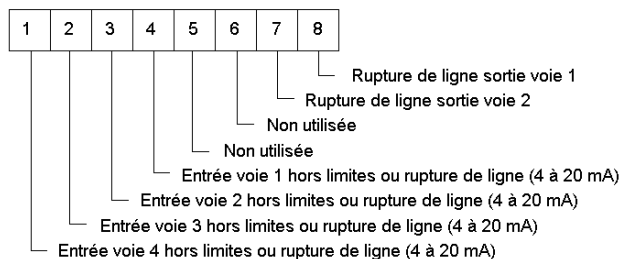 1 2 3 4 5 6 7 8
Rupture de ligne sortie voie 1
Rupture de ligne sortie voie 2
Non utilisée
Non utilisée
Entrée voie 1 hors limites ou rupture de ligne (4 à 20 mA)
Entrée voie 2 hors limites ou rupture de ligne (4 à 20 mA)
Entrée voie 3 hors limites ou rupture de ligne (4 à 20 mA)
Entrée voie 4 hors limites ou rupture de ligne (4 à 20 mA)